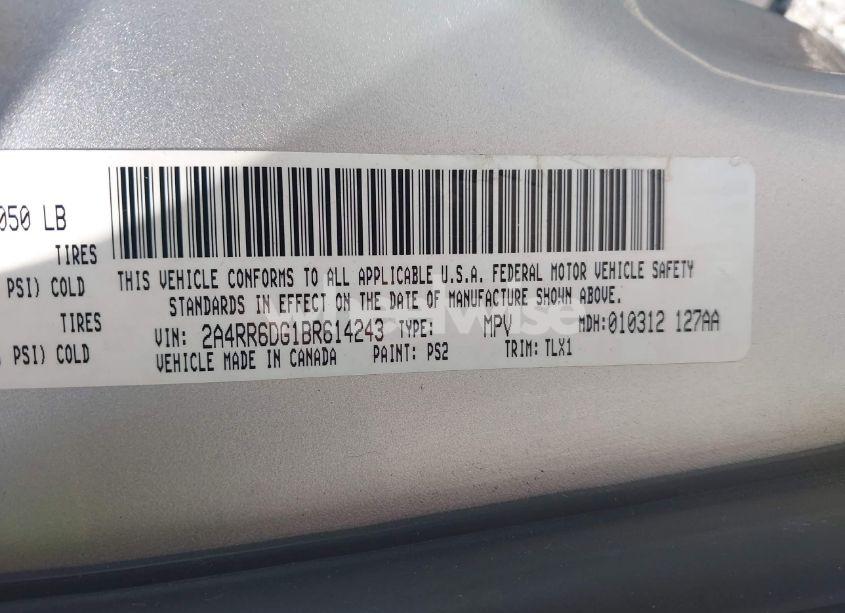 050 LB
TIRES
PSI) COLD
TIRES
PSI) COLD
THIS VEHICLE CONFORMS TO ALL APPLICABLE U.S.A. FEDERAL MOTOR VEHICLE SAFETY
STANDARDS IN EFFECT ON THE DATE OF MANUFACTURE SHOWN ABOVE.
VIN: 2A4RR6DG1BR614243 TYPE: MPV MDH:010312 127AA
VEHICLE MADE IN CANADA PAINT: PS2 TRIM: TLX1